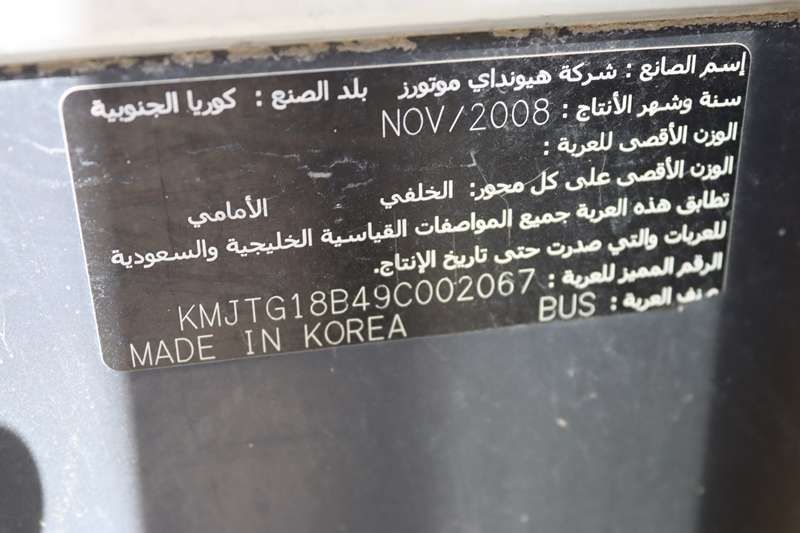 إسم الصانع : شركة هيونداي موتورز بلد الصنع : كوريا الجنوبية
سنة وشهر الأنتاج : NOV/2008
الوزن الأقصى للعربة :
الوزن الأقصى على كل محور: الخلفي الأمامي
تطابق هذه العربة جميع المواصفات القياسية الخليجية والسعودية
للعربات والتي صدرت حتى تاريخ الإنتاج.
الرقم المميز للعربة : KMJTG18B49C002067
العربة : BUS
MADE IN KOREA